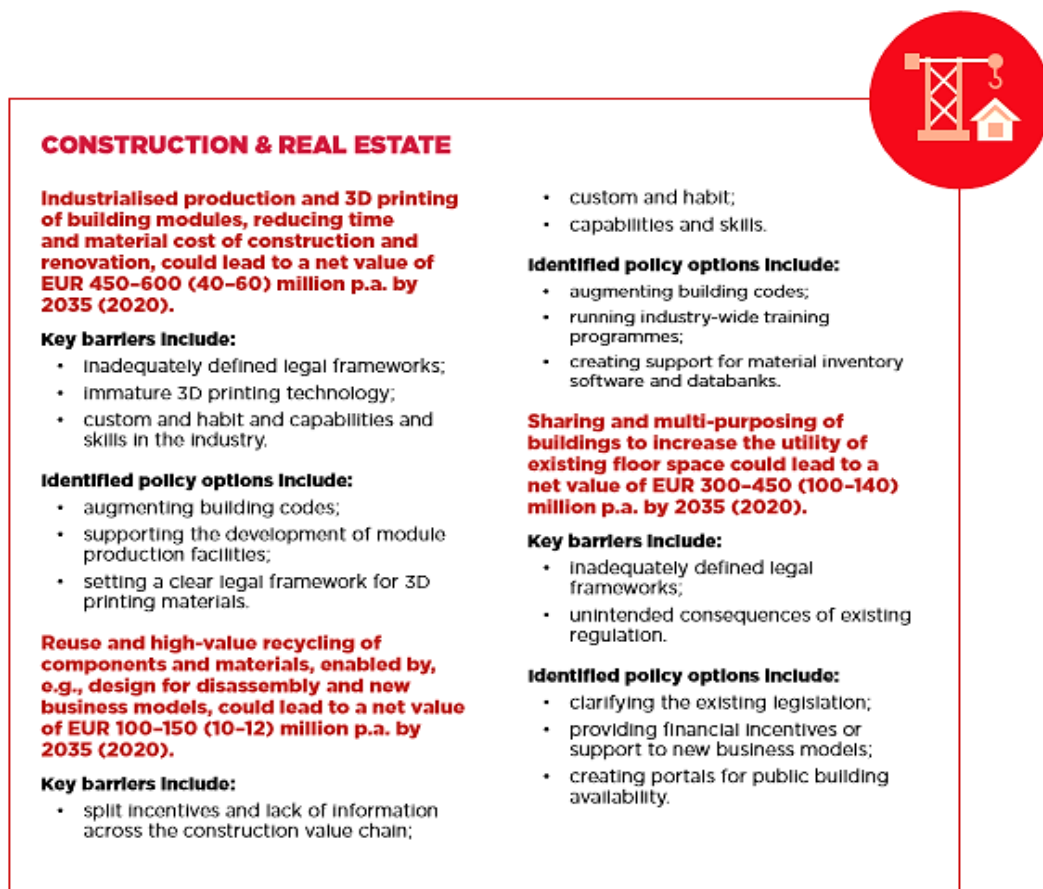 CONSTRUCTION & REAL ESTATE
Industrialised production and 3D printing
of building modules, reducing time
and material cost of construction and
renovation, could lead to a net value of
EUR 450–600 (40–60) million p.a. by
2035 (2020).
Key barriers include:
• inadequately defined legal frameworks;
• immature 3D printing technology;
• custom and habit and capabilities and
skills in the industry.
Identified policy options include:
• augmenting building codes;
• supporting the development of module
production facilities;
• setting a clear legal framework for 3D
printing materials.
Reuse and high-value recycling of
components and materials, enabled by,
e.g., design for disassembly and new
business models, could lead to a net value
of EUR 100–150 (10–12) million p.a. by
2035 (2020).
Key barriers include:
• split incentives and lack of information
across the construction value chain;
• custom and habit;
• capabilities and skills.
Identified policy options include:
• augmenting building codes;
• running industry-wide training
programmes;
• creating support for material inventory
software and databanks.
Sharing and multi-purposing of
buildings to increase the utility of
existing floor space could lead to a
net value of EUR 300–450 (100–140)
million p.a. by 2035 (2020).
Key barriers include:
• inadequately defined legal
frameworks;
• unintended consequences of existing
regulation.
Identified policy options include:
• clarifying the existing legislation;
• providing financial incentives or
support to new business models;
• creating portals for public building
availability.